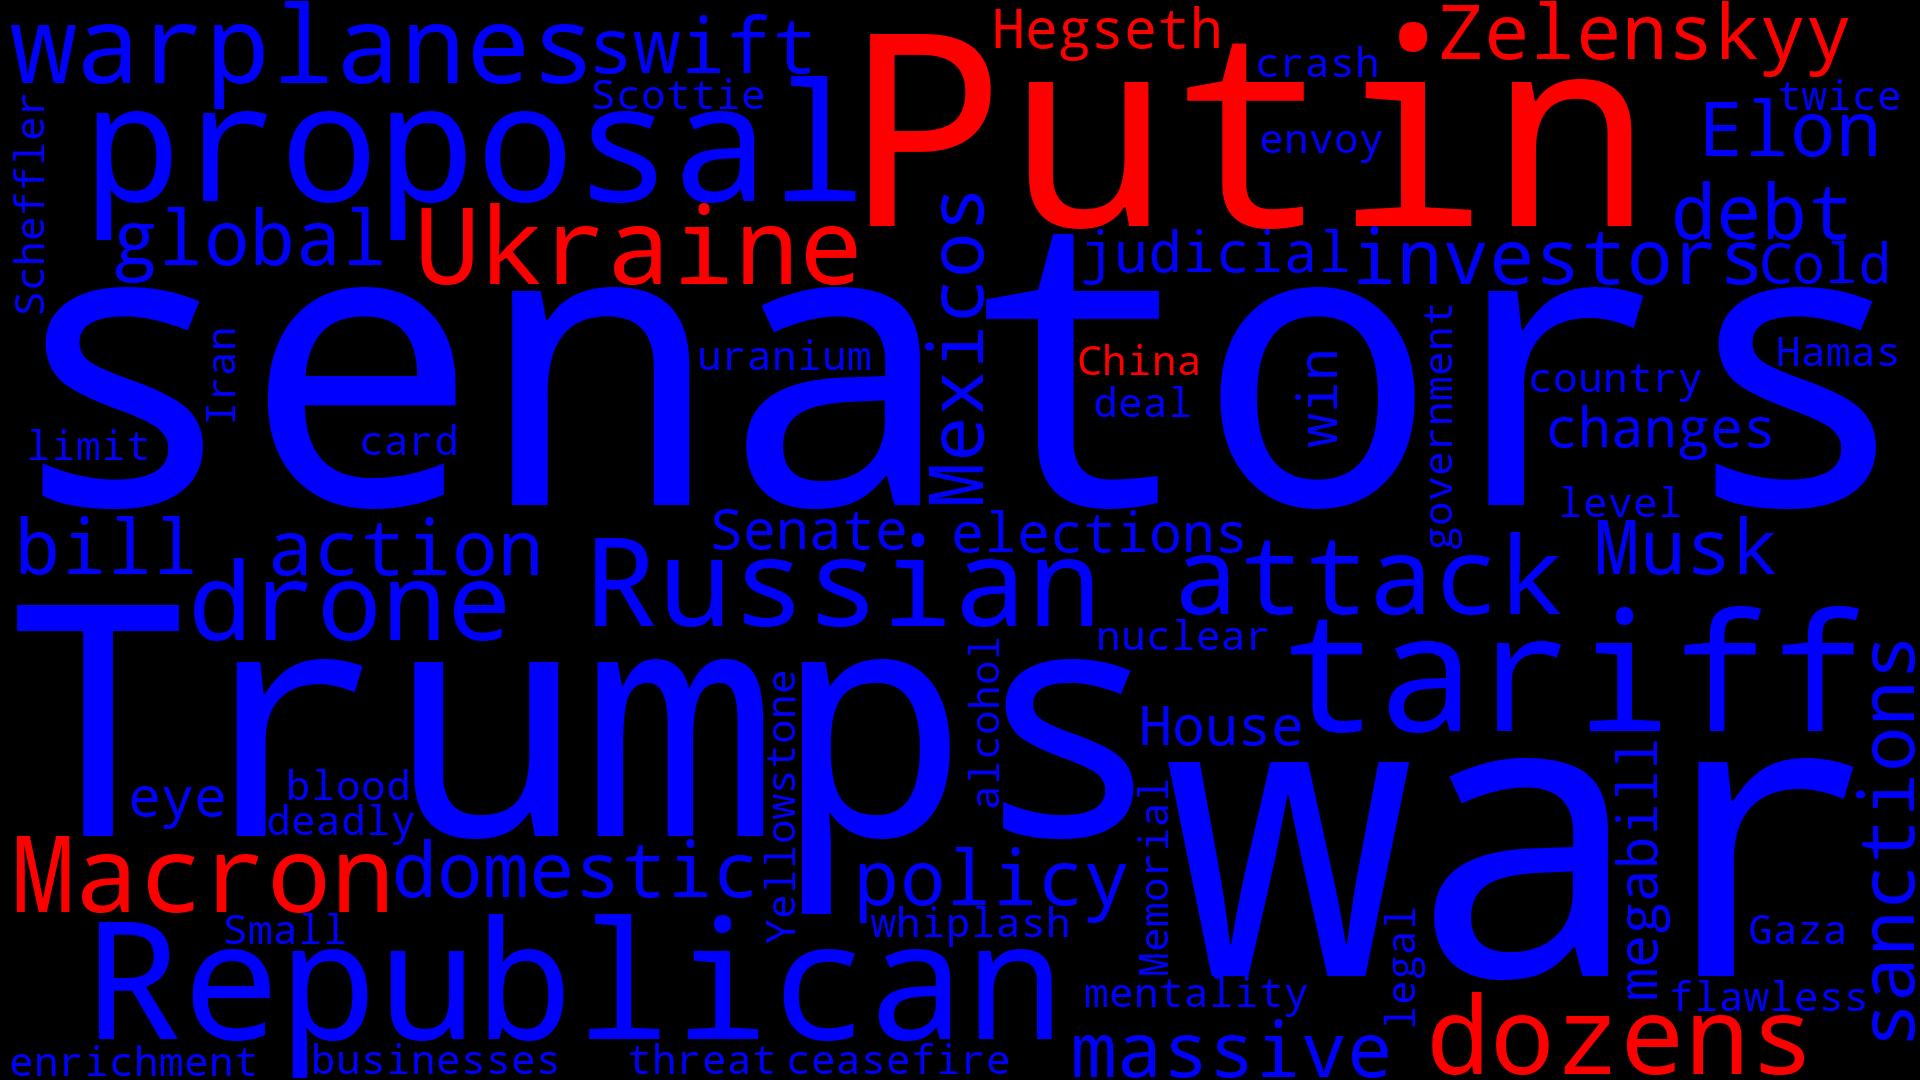 warplanes
swift
Putin
Hegseth
Zelenskyy
crash
Scottie
twice
Elon
proposal
envoy
Scheffler
global
Ukraine
Mexicos
judicial
investors
debt
Cold
senators
Iran
uranium
China
deal
win
government
country
Hamas
limit
card
changes
level
bill
action
Senate
elections
Musk
drone
Russian
attack
Trumps
nuclear
tariff
alcohol
House
sanctions
Yellowstone
eye
blood
deadly
war
megabill
Memorial
Macron
domestic
policy
Small
whiplash
legal
Gaza
Republican
mentality
flawless
massive
dozens
enrichment
businesses
threat
ceasefire